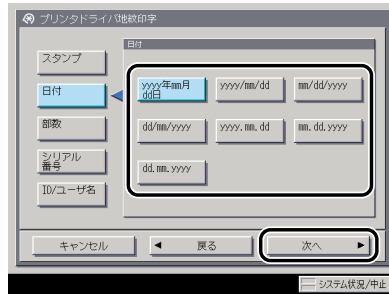 プリンタドライバ地紋印字
日付
スタンプ
日付
部数
シリアル
番号
ID/ユーザ名
yyyy年mm月
dd日
yyyy/mm/dd
mm/dd/yyyy
dd/mm/yyyy
yyyy.mm.dd
mm.dd.yyyy
dd.mm.yyyy
キャンセル
◀ 戻る
次へ ▶
システム状況/中止